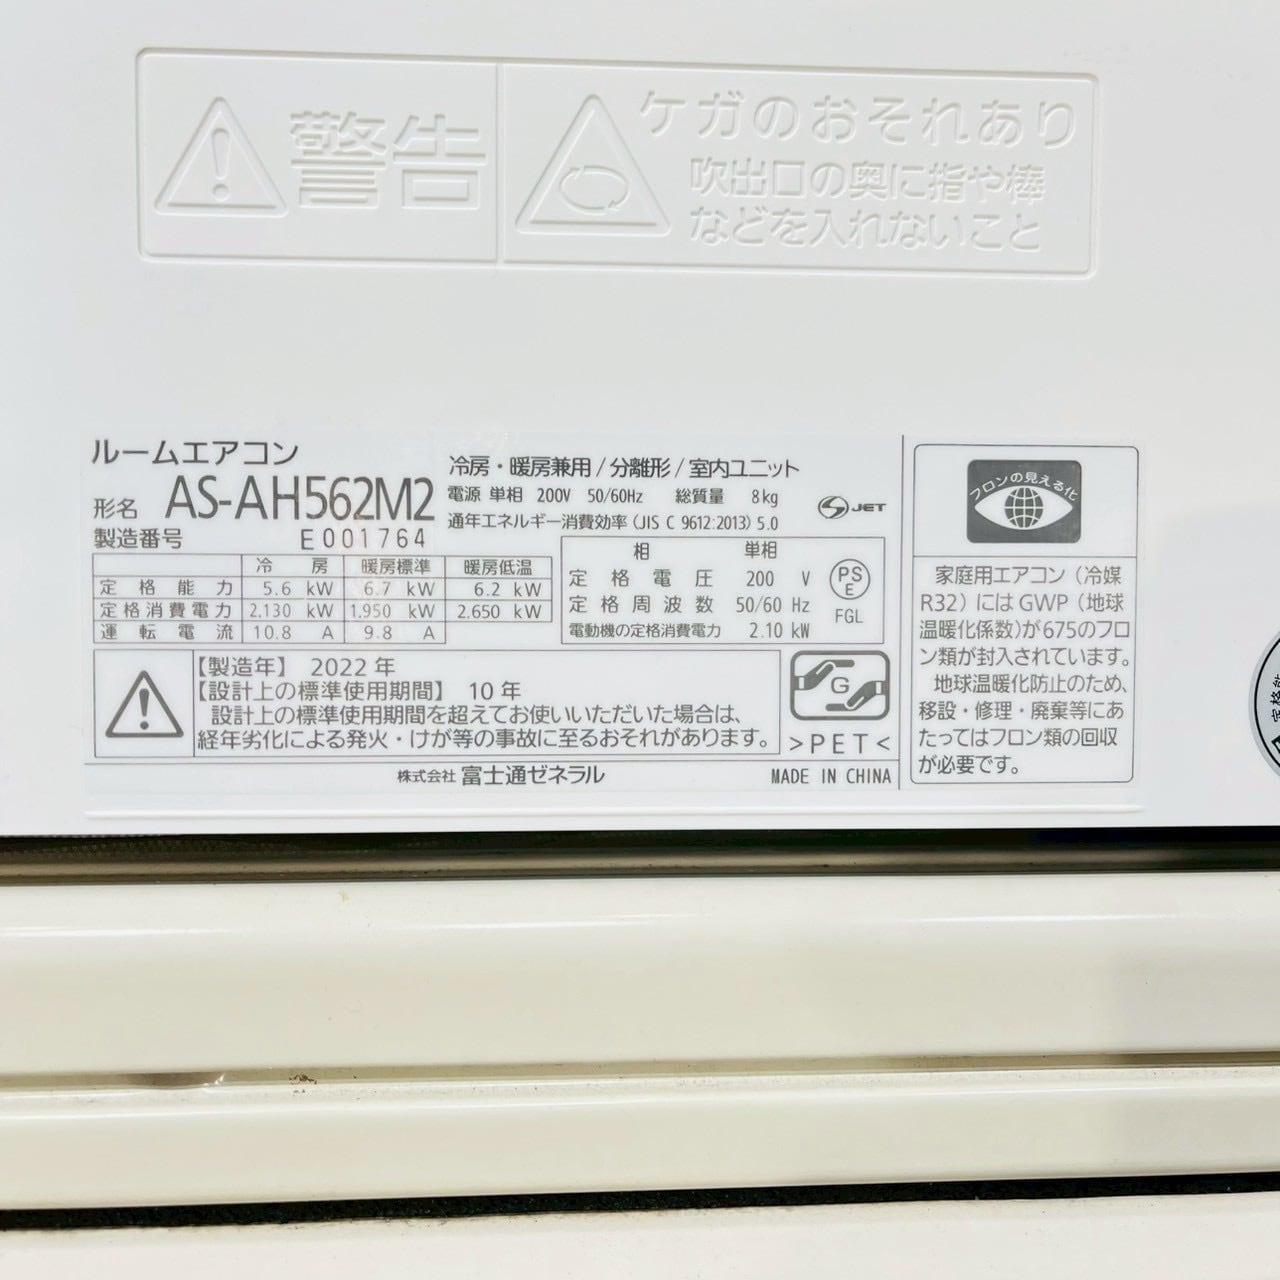 警告
ケガのおそれあり
吹出口の奥に指や棒
などを入れないこと
ルームエアコン
形名 AS-AH562M2
製造番号 E001764
冷房・暖房兼用/分離形/室内ユニット
電源 単相 200V 50/60Hz 総質量 8kg
通年エネルギー消費効率(JIS C 9612:2013) 5.0
S JET
冷房 暖房標準 暖房低温
定格能力 5.6 kW 6.7 kW 6.2 kW
定格消費電力 2.130 kW 1.950 kW 2.650 kW
運転電流 10.8 A 9.8 A
相 単相
定格電圧 200 V
定格周波数 50/60 Hz
電動機の定格消費電力 2.10 kW
PS
E
FGL
【製造年】 2022 年
【設計上の標準使用期間】 10 年
設計上の標準使用期間を超えてお使いいただいた場合は、
経年劣化による発火・けが等の事故に至るおそれがあります。
G
>PET<
株式会社 富士通ゼネラル
MADE IN CHINA
フロンの見える化
家庭用エアコン(冷媒
R32)にはGWP(地球
温暖化係数)が675のフロ
ン類が封入されています。
地球温暖化防止のため、
移設・修理・廃棄等にあ
たってはフロン類の回収
が必要です。
定格能